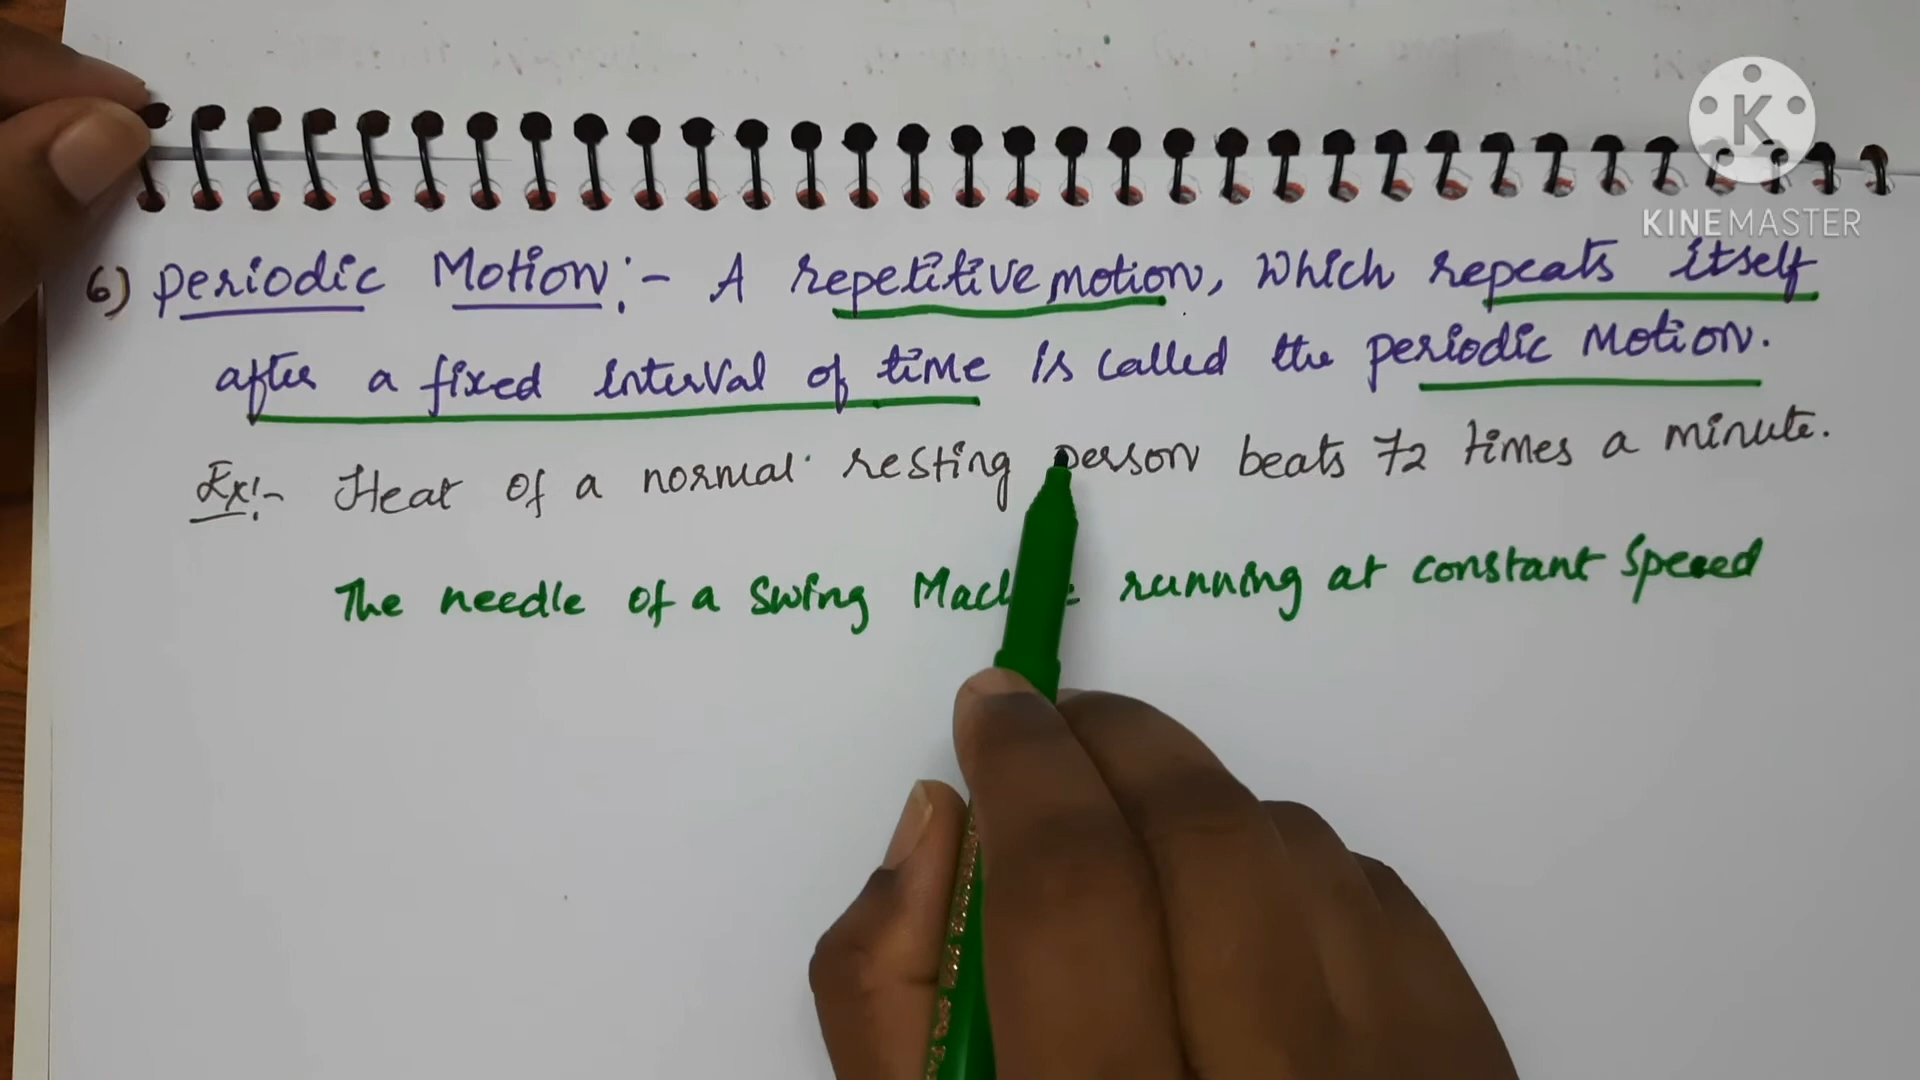 KINEMASTER
6) Periodic Motion:- A repetitive motion, which repeats itself
after a fixed interval of time is called the periodic motion.
Ex:- Heat of a normal resting person beats 72 times a minute.
The needle of a swing running at constant speeed